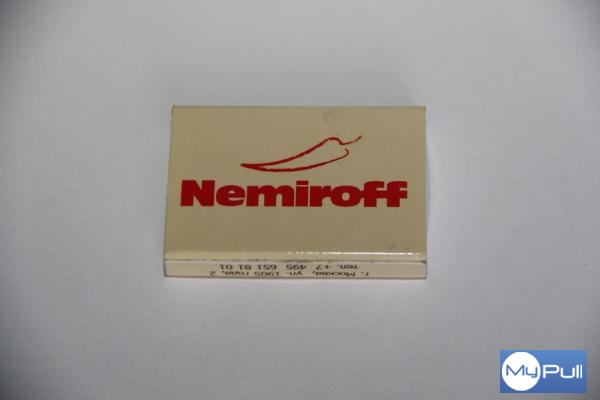 Nemiroff
г. Москва, ул. 1905 года, 2
тел. +7 495 651 81 01
MyPull